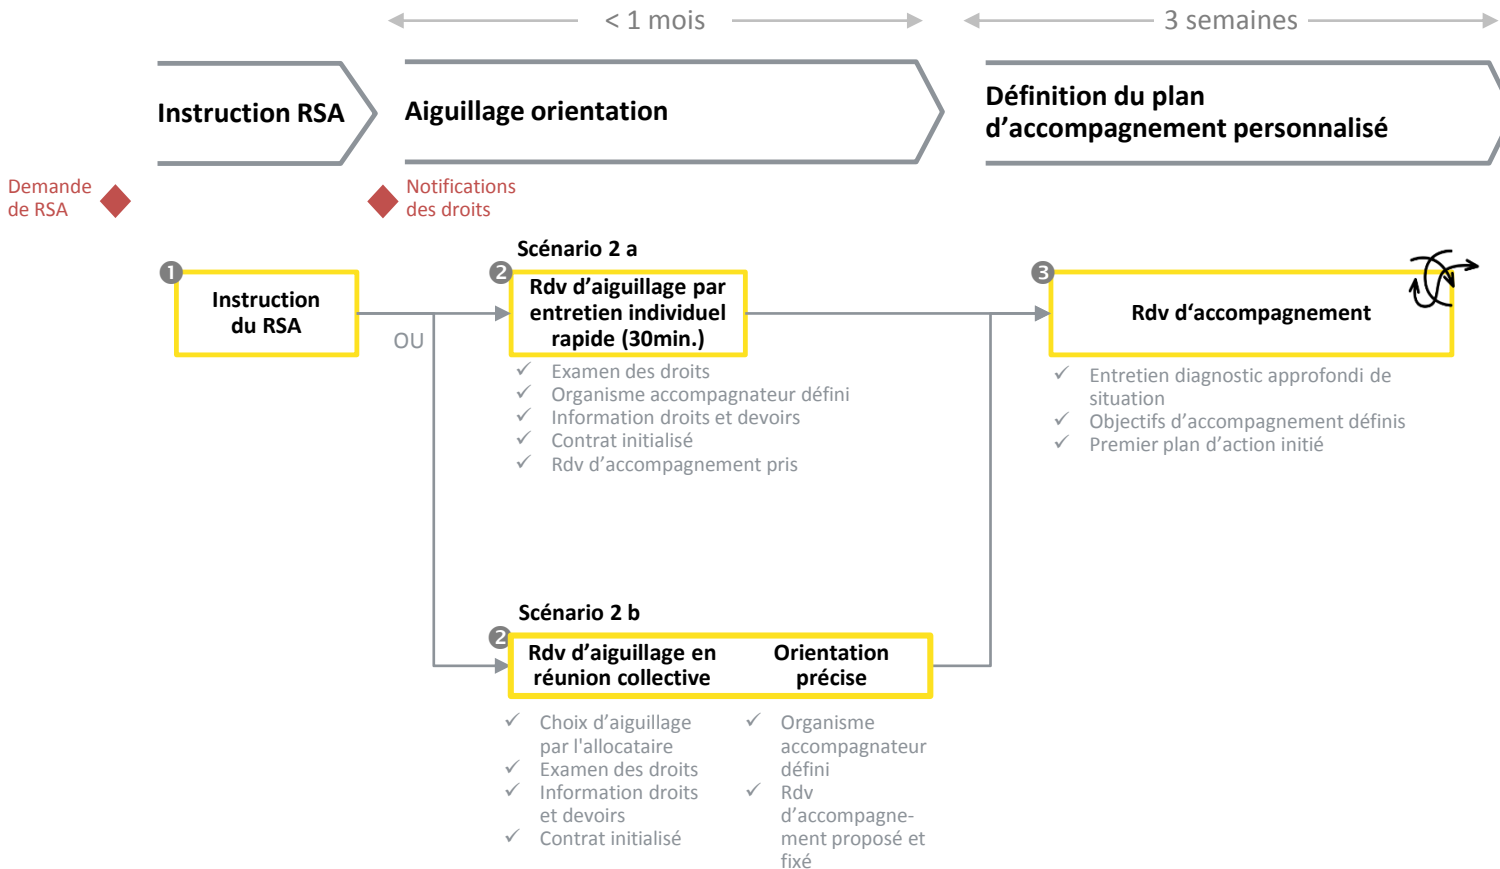 < 1 mois
3 semaines
Instruction RSA
Aiguillage orientation
Définition du plan
d’accompagnement personnalisé
Demande
de RSA
Notifications
des droits
Scénario 2 a
1
Instruction
du RSA
OU
2
Rdv d’aiguillage par
entretien individuel
rapide (30min.)
✓ Examen des droits
✓ Organisme accompagnateur défini
✓ Information droits et devoirs
✓ Contrat initialisé
✓ Rdv d’accompagnement pris
3
Rdv d‘accompagnement
✓ Entretien diagnostic approfondi de
situation
✓ Objectifs d’accompagnement définis
✓ Premier plan d’action initié
Scénario 2 b
2
Rdv d’aiguillage en
réunion collective
Orientation
précise
✓ Choix d’aiguillage
par l'allocataire
✓ Examen des droits
✓ Information droits
et devoirs
✓ Contrat initialisé
✓ Organisme
accompagnateur
défini
✓ Rdv
d’accompagne-
ment proposé et
fixé